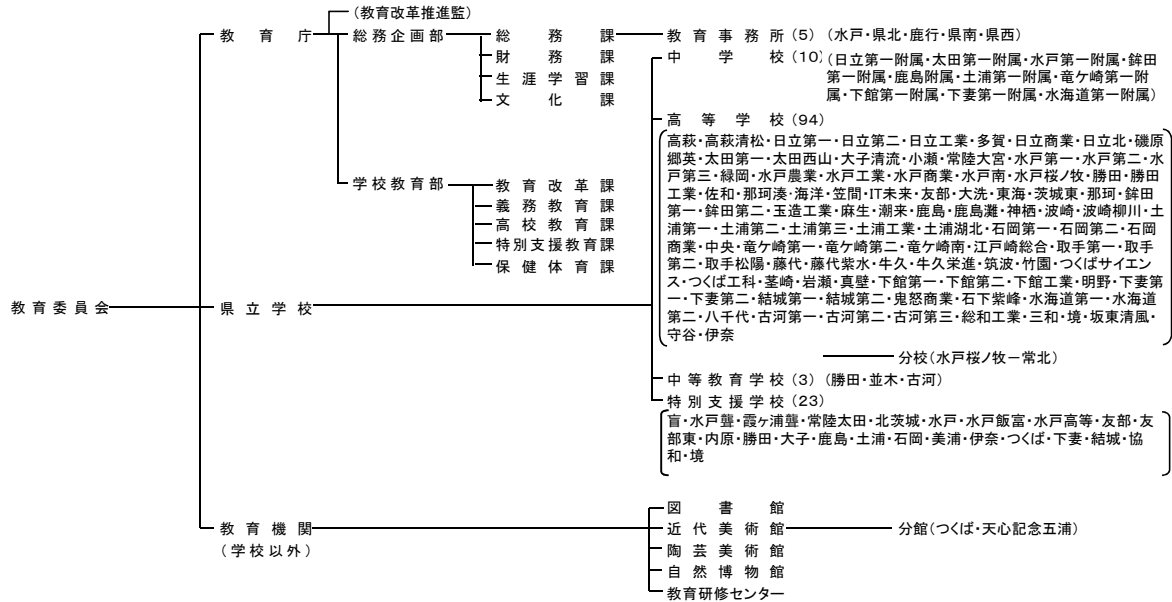 (教育改革推進監)
教育庁 総務企画部 総務課 教育事務所(5) (水戸・県北・鹿行・県南・県西)
財務課 中学校(10) (日立第一附属・太田第一附属・水戸第一附属・鉾田
生涯学習課 第一附属・鹿島附属・土浦第一附属・竜ケ崎第一附
文化課 属・下館第一附属・下妻第一附属・水海道第一附属)
高等学校(94)
高萩・高萩清松・日立第一・日立第二・日立工業・多賀・日立商業・日立北・磯原
郷英・太田第一・太田西山・大子清流・小瀬・常陸大宮・水戸第一・水戸第二・水
戸第三・緑岡・水戸農業・水戸工業・水戸商業・水戸南・水戸桜ノ牧・勝田・勝田
学校教育部 教育改革課 工業・佐和・那珂湊・海洋・笠間・IT未来・友部・大洗・東海・茨城東・那珂・鉾田
義務教育課 第一・鉾田第二・玉造工業・麻生・潮来・鹿島・鹿島灘・神栖・波崎・波崎柳川・土
高校教育課 浦第一・土浦第二・土浦第三・土浦工業・土浦湖北・石岡第一・石岡第二・石岡
特別支援教育課 商業・中央・竜ケ崎第一・竜ケ崎第二・竜ケ崎南・江戸崎総合・取手第一・取手
保健体育課 第二・取手松陽・藤代・藤代紫水・牛久・牛久栄進・筑波・竹園・つくばサイエン
ス・つくば工科・茎崎・岩瀬・真壁・下館第一・下館第二・下館工業・明野・下妻第
教育委員会 県立学校 一・下妻第二・結城第一・結城第二・鬼怒商業・石下紫峰・水海道第一・水海道
第二・八千代・古河第一・古河第二・古河第三・総和工業・三和・境・坂東清風・
守谷・伊奈
分校(水戸桜ノ牧-常北)
中等教育学校(3) (勝田・並木・古河)
特別支援学校(23)
盲・水戸聾・霞ヶ浦聾・常陸太田・北茨城・水戸・水戸飯富・水戸高等・友部・友
部東・内原・勝田・大子・鹿島・土浦・石岡・美浦・伊奈・つくば・下妻・結城・協
和・境
図書館
教育機関 近代美術館 分館(つくば・天心記念五浦)
(学校以外) 陶芸美術館
自然博物館
教育研修センター